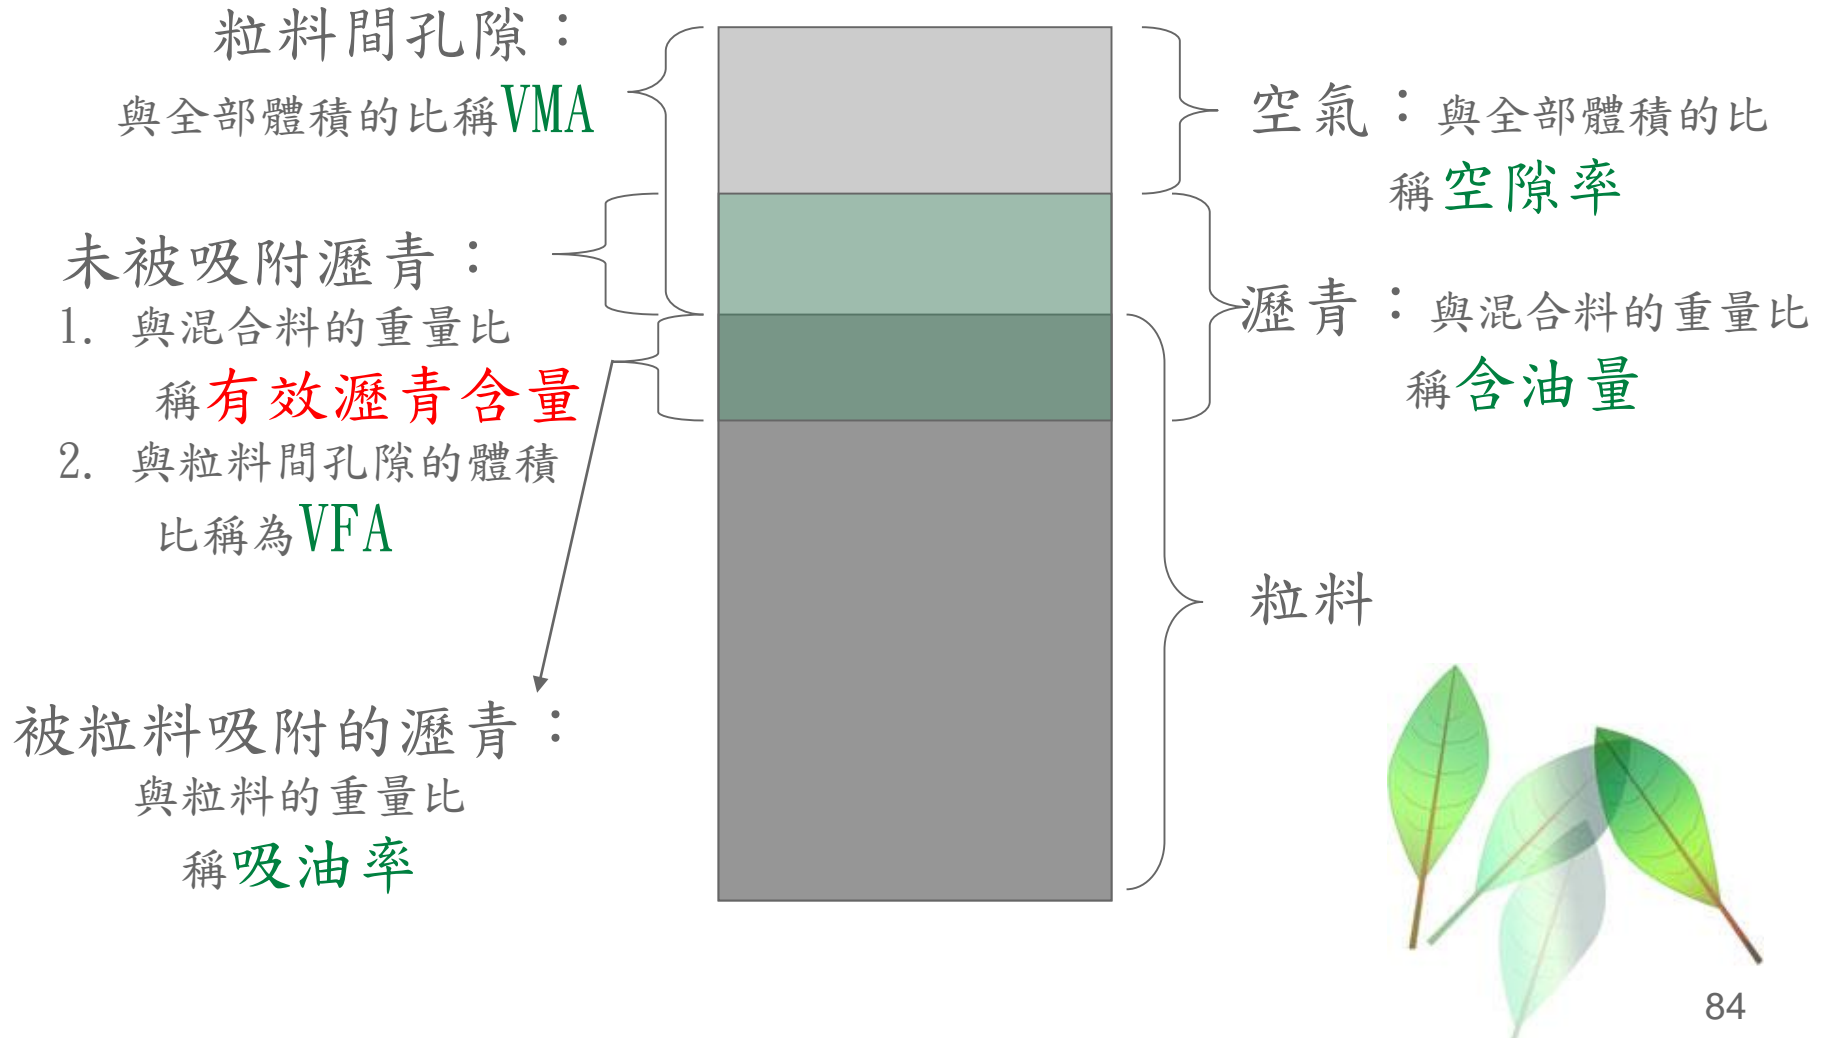 粒料間孔隙：
與全部體積的比稱VMA
未被吸附瀝青：
1. 與混合料的重量比
稱有效瀝青含量
2. 與粒料間孔隙的體積
比稱為VFA
被粒料吸附的瀝青：
與粒料的重量比
稱吸油率
空氣：與全部體積的比
稱空隙率
瀝青：與混合料的重量比
稱含油量
粒料
84